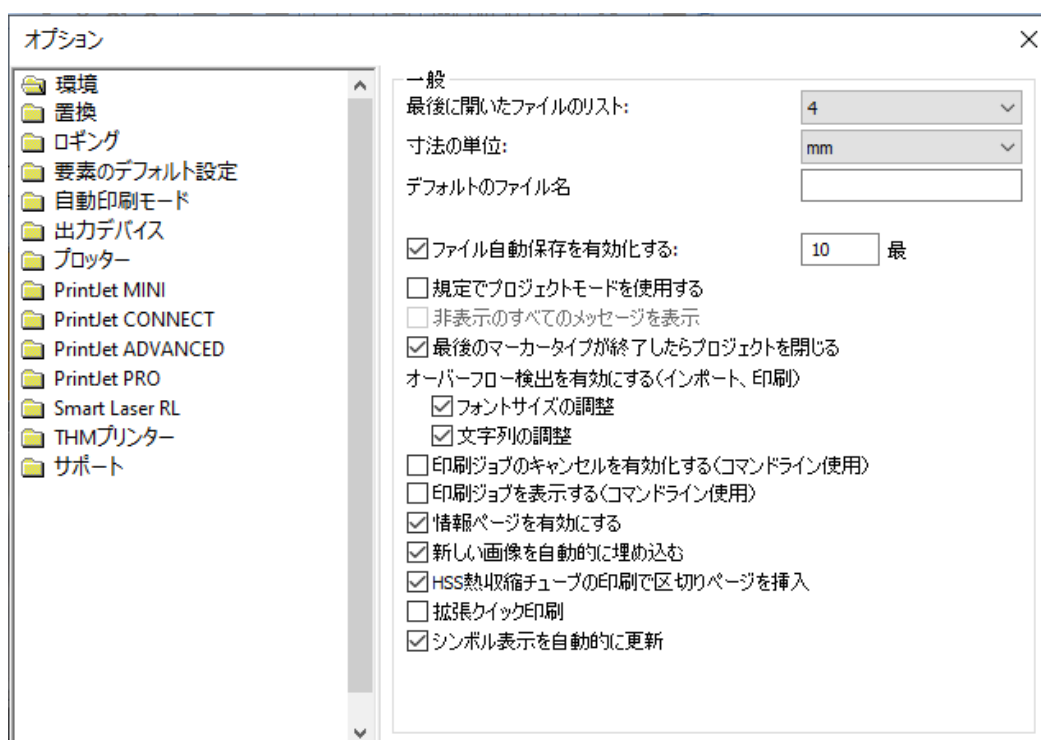 オプション
環境
置換
ロギング
要素のデフォルト設定
自動印刷モード
出力デバイス
プロッター
PrintJet MINI
PrintJet CONNECT
PrintJet ADVANCED
PrintJet PRO
Smart Laser RL
THMプリンター
サポート
一般
最後に開いたファイルのリスト: 4
寸法の単位: mm
デフォルトのファイル名
ファイル自動保存を有効化する: 10 最
規定でプロジェクトモードを使用する
非表示のすべてのメッセージを表示
最後のマーカータイプが終了したらプロジェクトを閉じる
オーバーフロー検出を有効にする(インポート、印刷)
フォントサイズの調整
文字列の調整
印刷ジョブのキャンセルを有効化する(コマンドライン使用)
印刷ジョブを表示する(コマンドライン使用)
情報ページを有効にする
新しい画像を自動的に埋め込む
HSS熱収縮チューブの印刷で区切りページを挿入
拡張クイック印刷
シンボル表示を自動的に更新